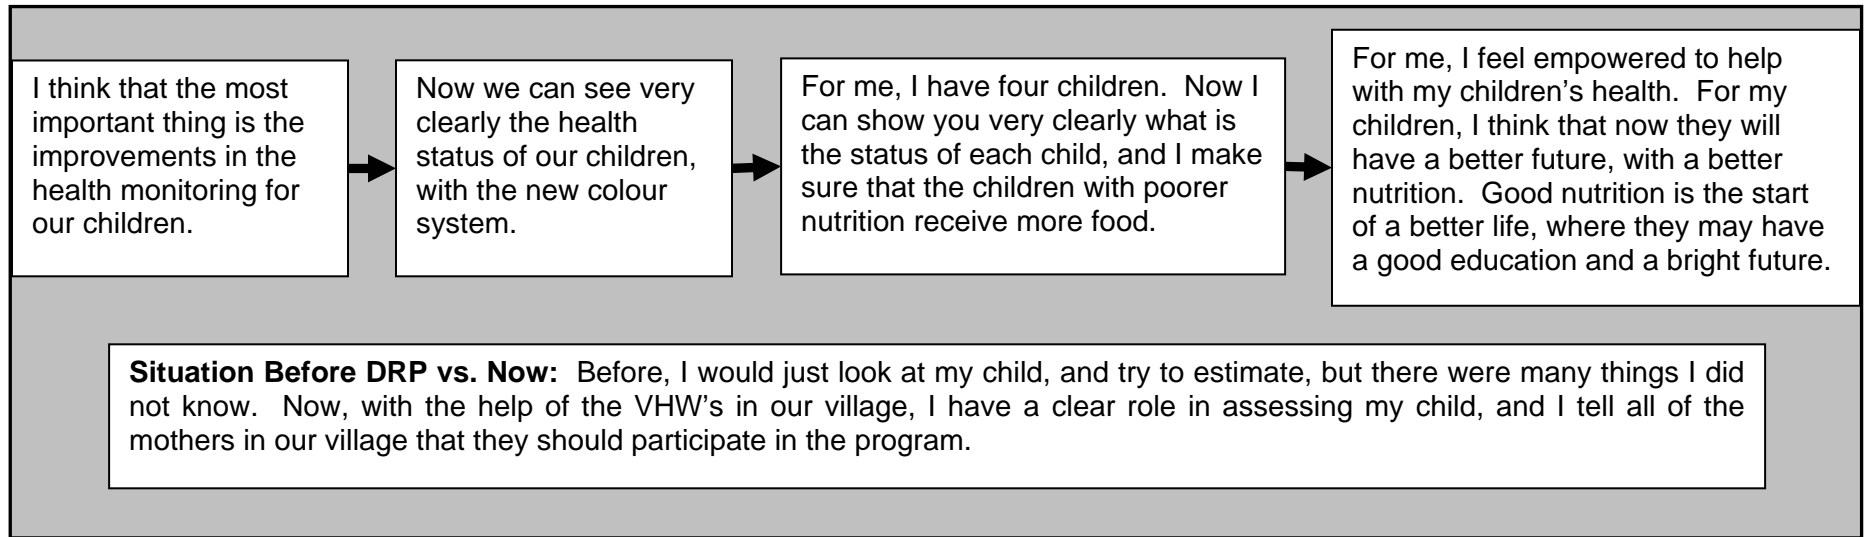 I think that the most
important thing is the
improvements in the
health monitoring for
our children.
Now we can see very
clearly the health
status of our children,
with the new colour
system.
For me, I have four children.  Now I
can show you very clearly what is
the status of each child, and I make
sure that the children with poorer
nutrition receive more food.
For me, I feel empowered to help
with my children's health.  For my
children, I think that now they will
have a better future, with a better
nutrition.  Good nutrition is the start
of a better life, where they may have
a good education and a bright future.
Situation Before DRP vs. Now:  Before, I would just look at my child, and try to estimate, but there were many things I did
not know.  Now, with the help of the VHW's in our village, I have a clear role in assessing my child, and I tell all of the
mothers in our village that they should participate in the program.